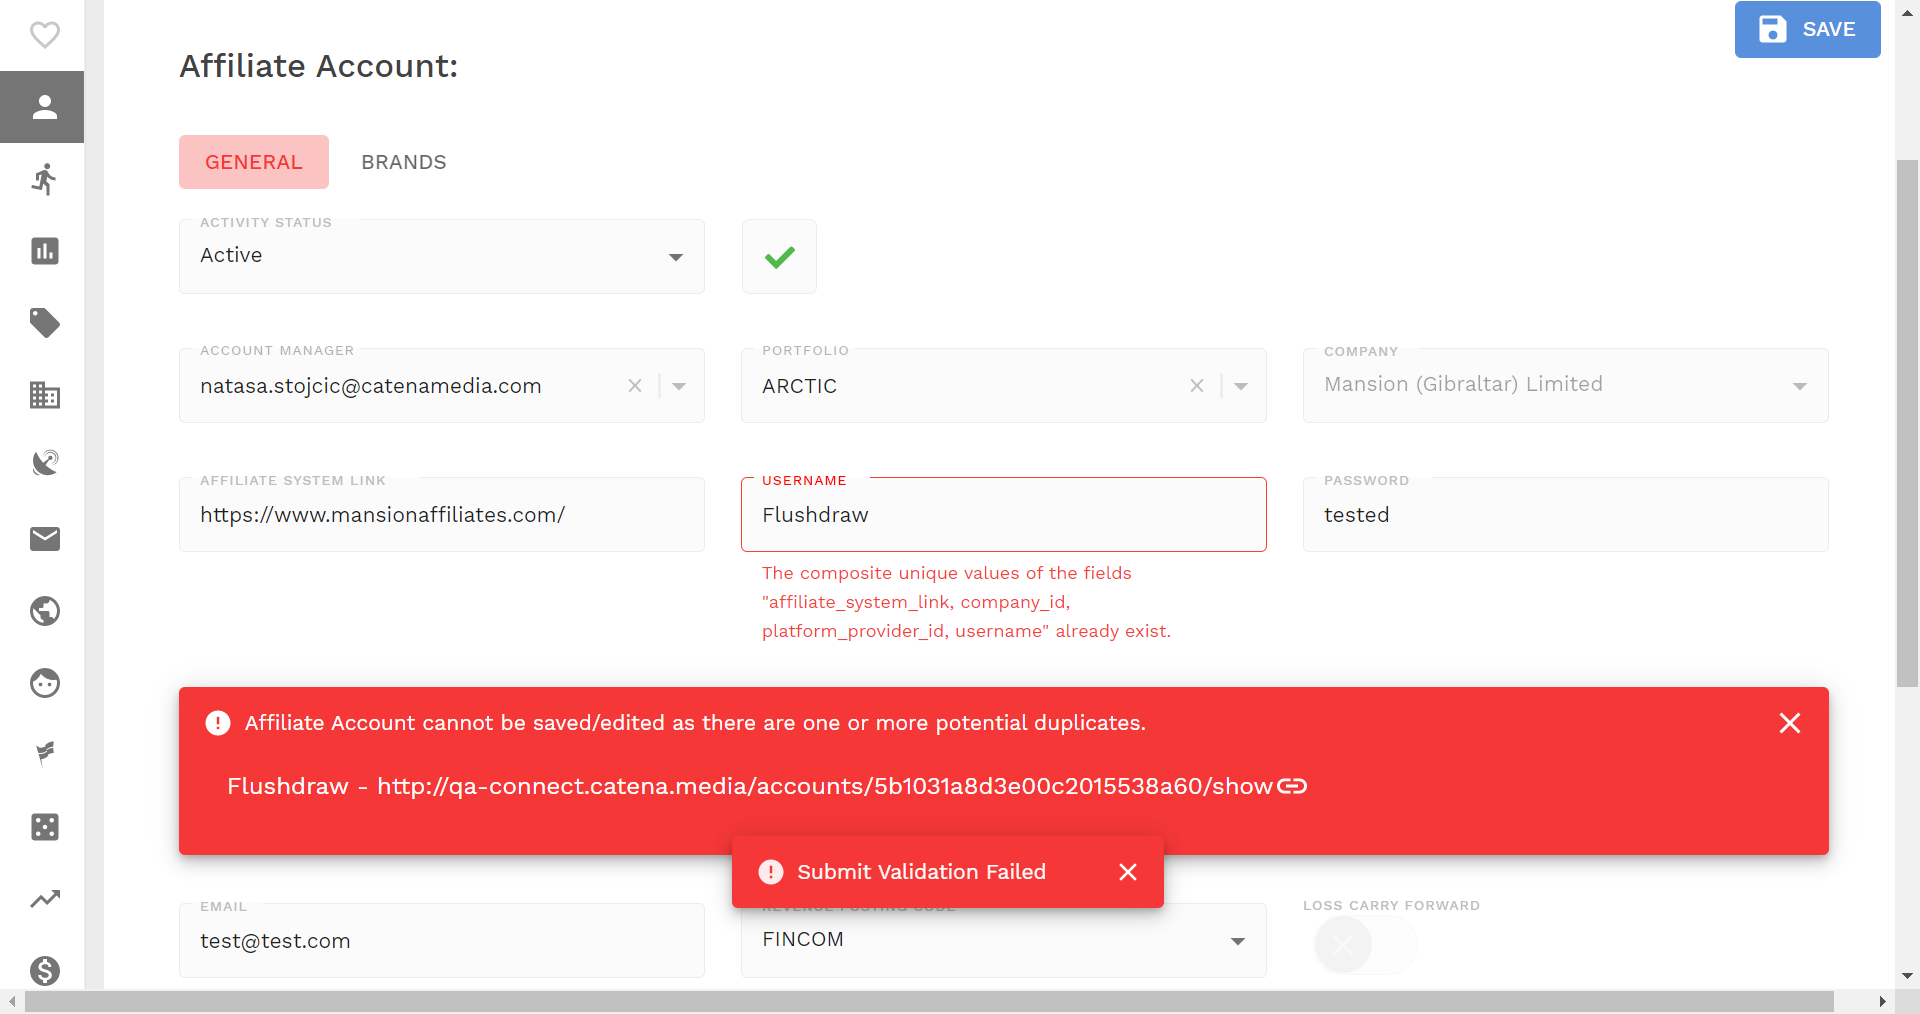 SAVE
Affiliate Account:
GENERAL
BRANDS
ACTIVITY STATUS
Active
ACCOUNT MANAGER
natasa.stojcic@catenamedia.com
PORTFOLIO
ARCTIC
COMPANY
Mansion (Gibraltar) Limited
AFFILIATE SYSTEM LINK
https://www.mansionaffiliates.com/
USERNAME
Flushdraw
The composite unique values of the fields
"affiliate_system_link, company_id,
platform_provider_id, username" already exist.
PASSWORD
tested
Affiliate Account cannot be saved/edited as there are one or more potential duplicates.
Flushdraw - http://qa-connect.catena.media/accounts/5b1031a8d3e00c2015538a60/show
Submit Validation Failed
EMAIL
test@test.com
REVENUE POSTING CODE
FINCOM
LOSS CARRY FORWARD